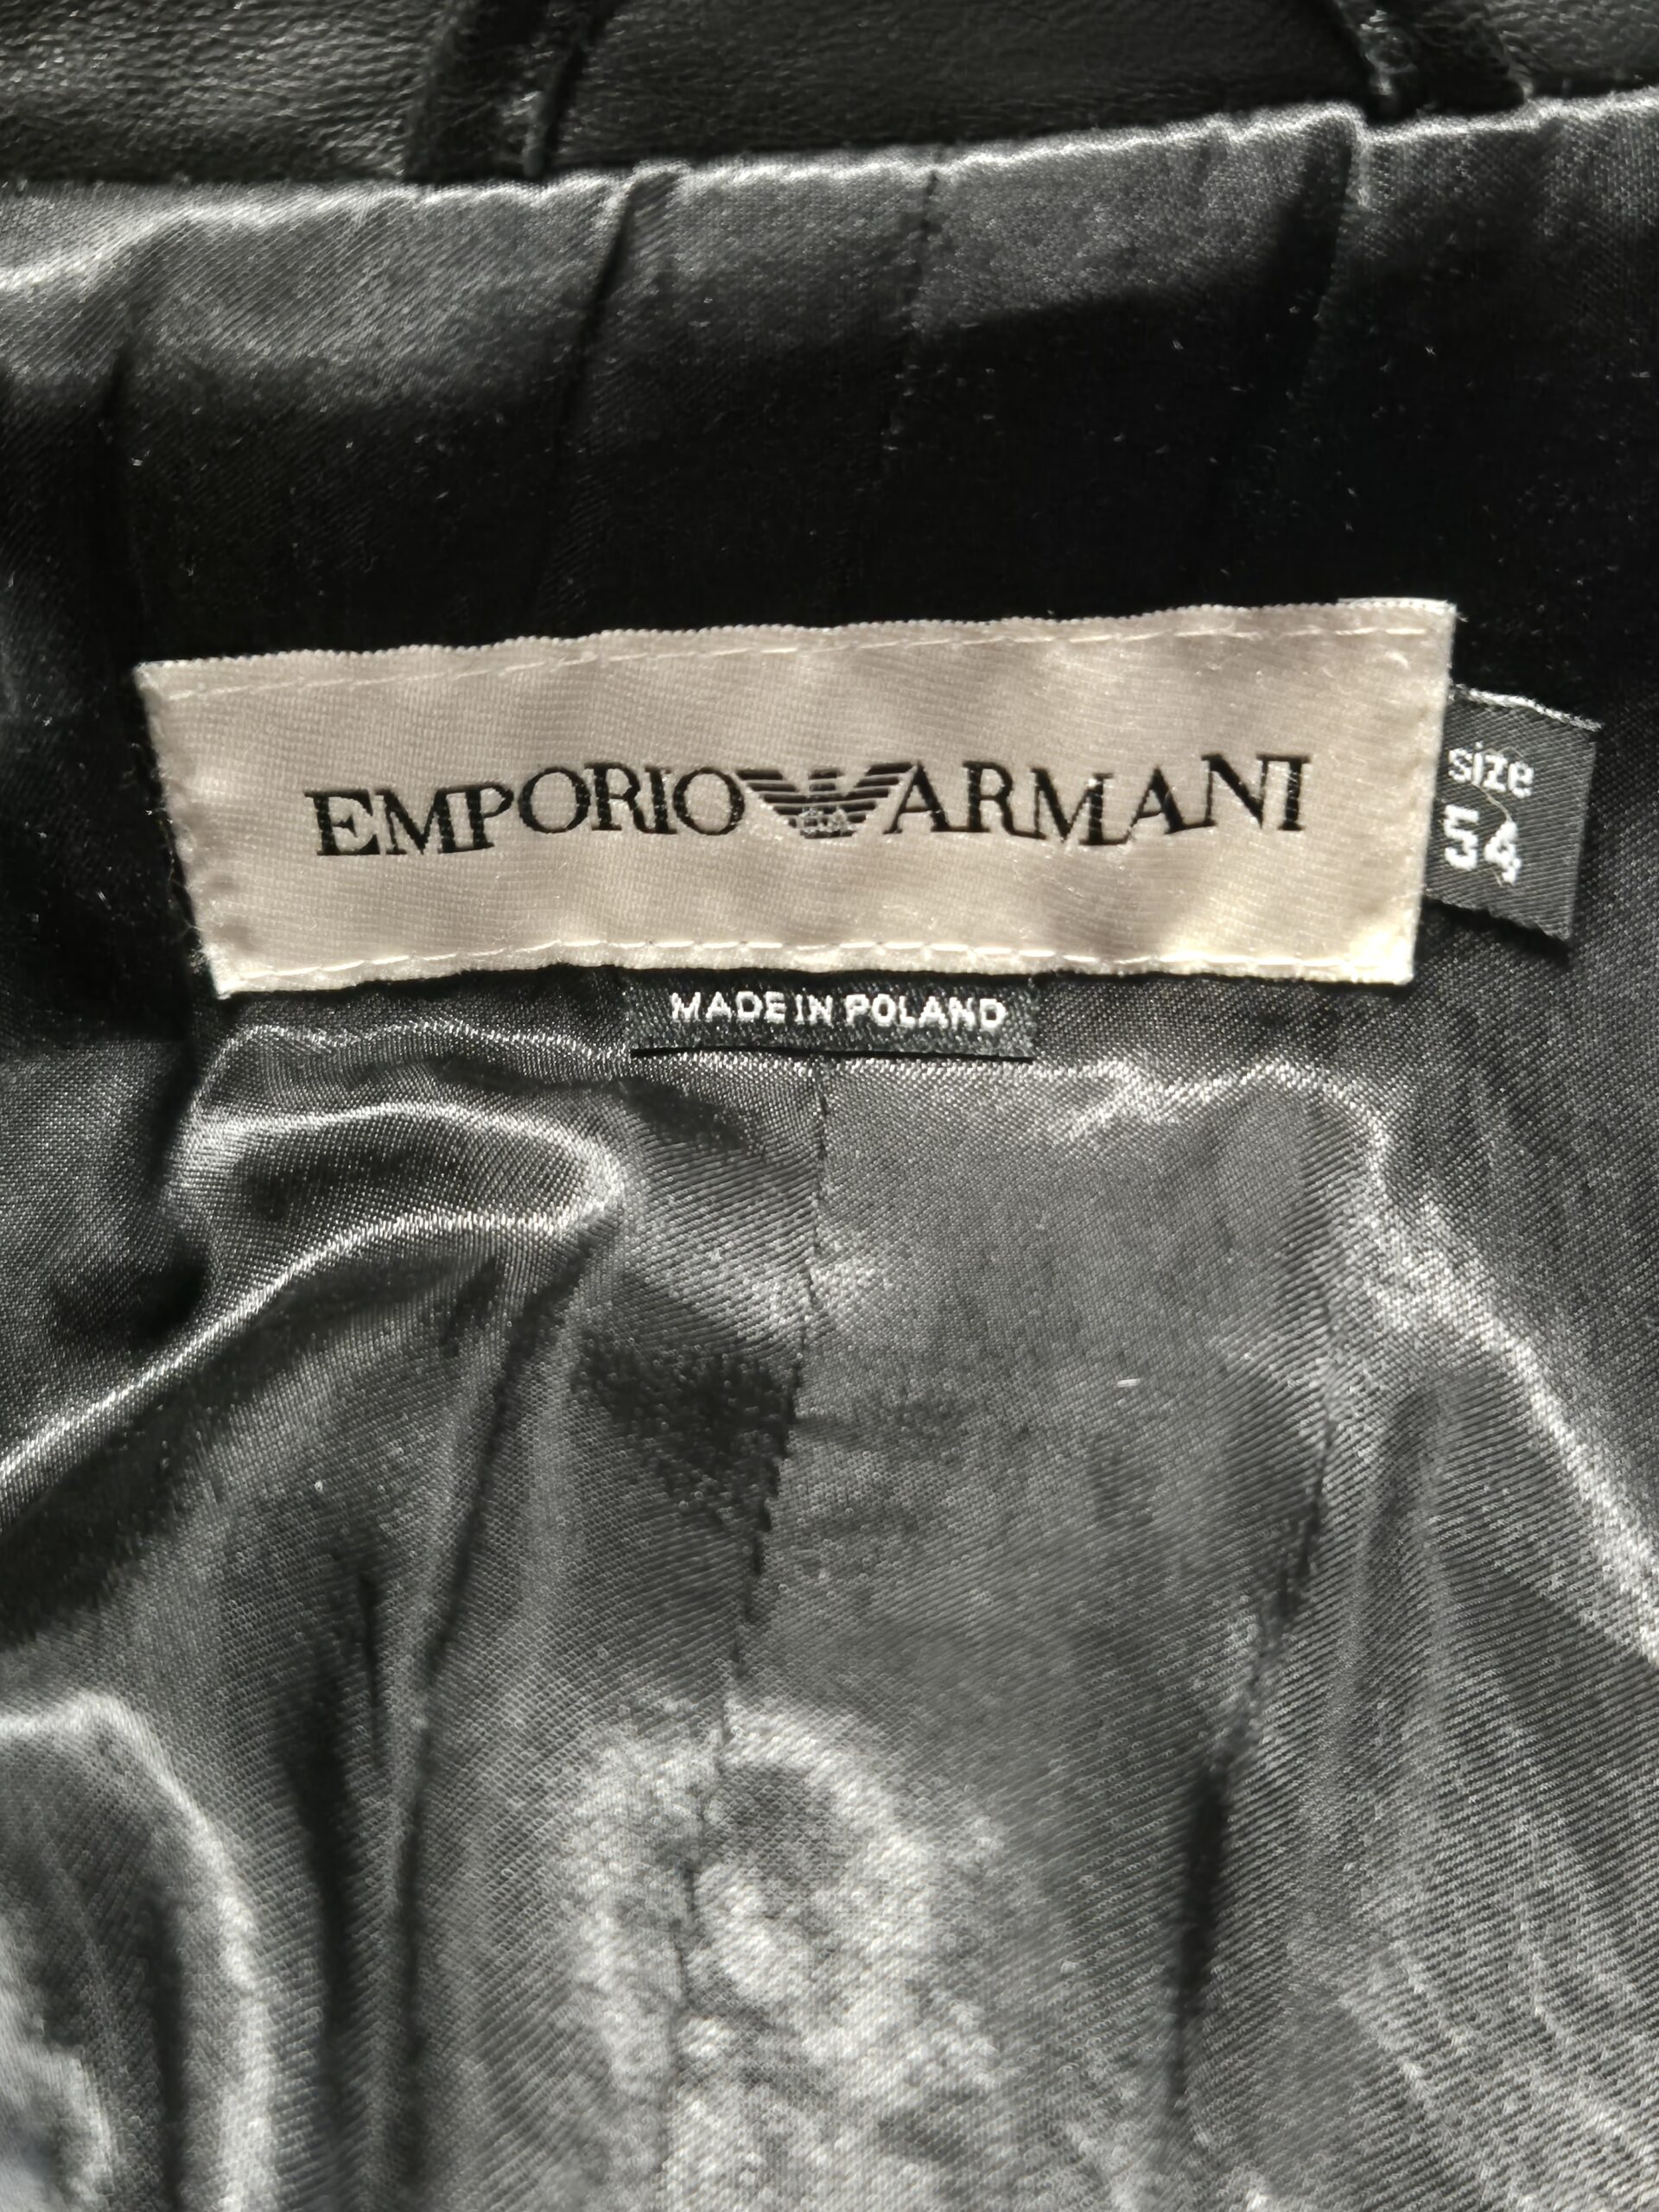 EMPORIO ARMANI
size
54
MADE IN POLAND